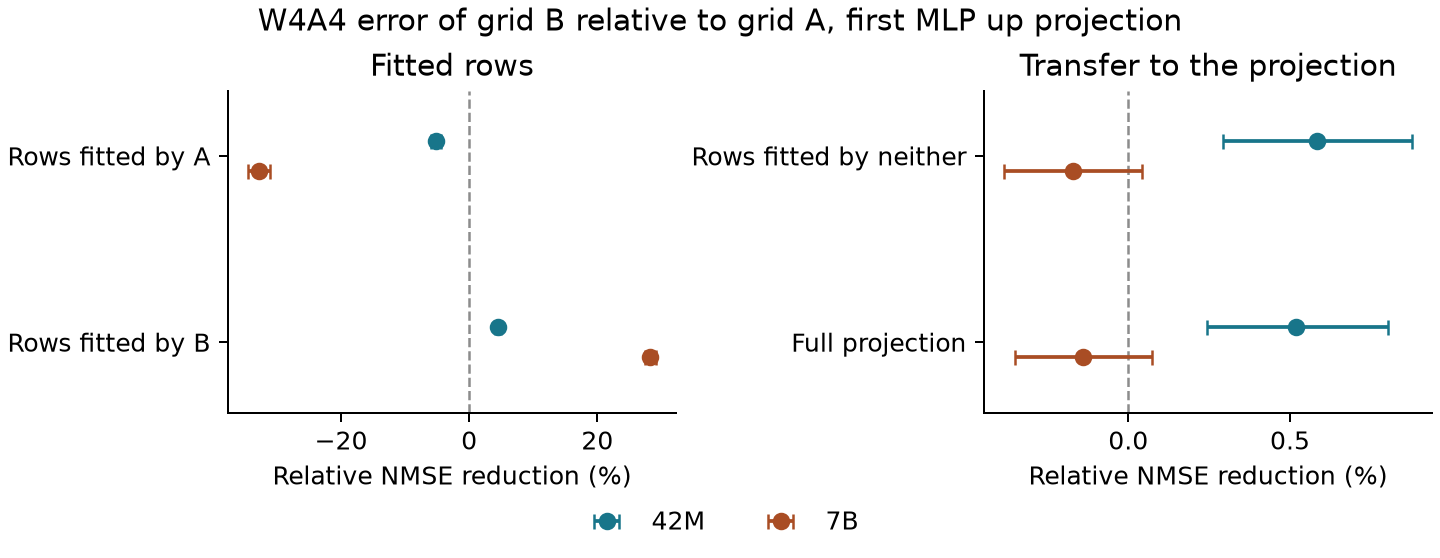 W4A4 error of grid B relative to grid A, first MLP up projection
Fitted rows
Rows fitted by A
Rows fitted by B
−20
0
20
Relative NMSE reduction (%)
Transfer to the projection
Rows fitted by neither
Full projection
0.0
0.5
Relative NMSE reduction (%)
42M
7B